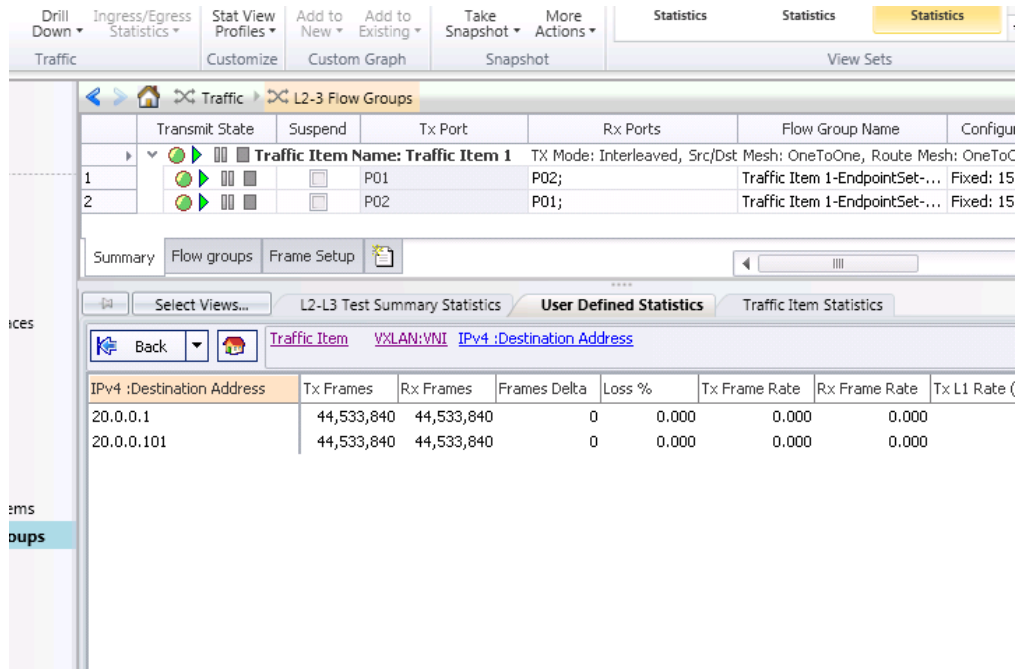 Drill Down Ingress/Egress Statistics Stat View Profiles Add to New Add to Existing Take Snapshot More Actions Statistics Statistics Statistics
Traffic Customize Custom Graph Snapshot View Sets
Traffic L2-3 Flow Groups
Transmit State Suspend Tx Port Rx Ports Flow Group Name Configur
Traffic Item Name: Traffic Item 1 TX Mode: Interleaved, Src/Dst Mesh: OneToOne, Route Mesh: OneToO
1 P01 P02; Traffic Item 1-EndpointSet-... Fixed: 15
2 P02 P01; Traffic Item 1-EndpointSet-... Fixed: 15
Summary Flow groups Frame Setup
Select Views... L2-L3 Test Summary Statistics User Defined Statistics Traffic Item Statistics
aces
Back Traffic Item VXLAN:VNI IPv4 :Destination Address
IPv4 :Destination Address Tx Frames Rx Frames Frames Delta Loss % Tx Frame Rate Rx Frame Rate Tx L1 Rate (
20.0.0.1 44,533,840 44,533,840 0 0.000 0.000 0.000
20.0.0.101 44,533,840 44,533,840 0 0.000 0.000 0.000
ems
oups